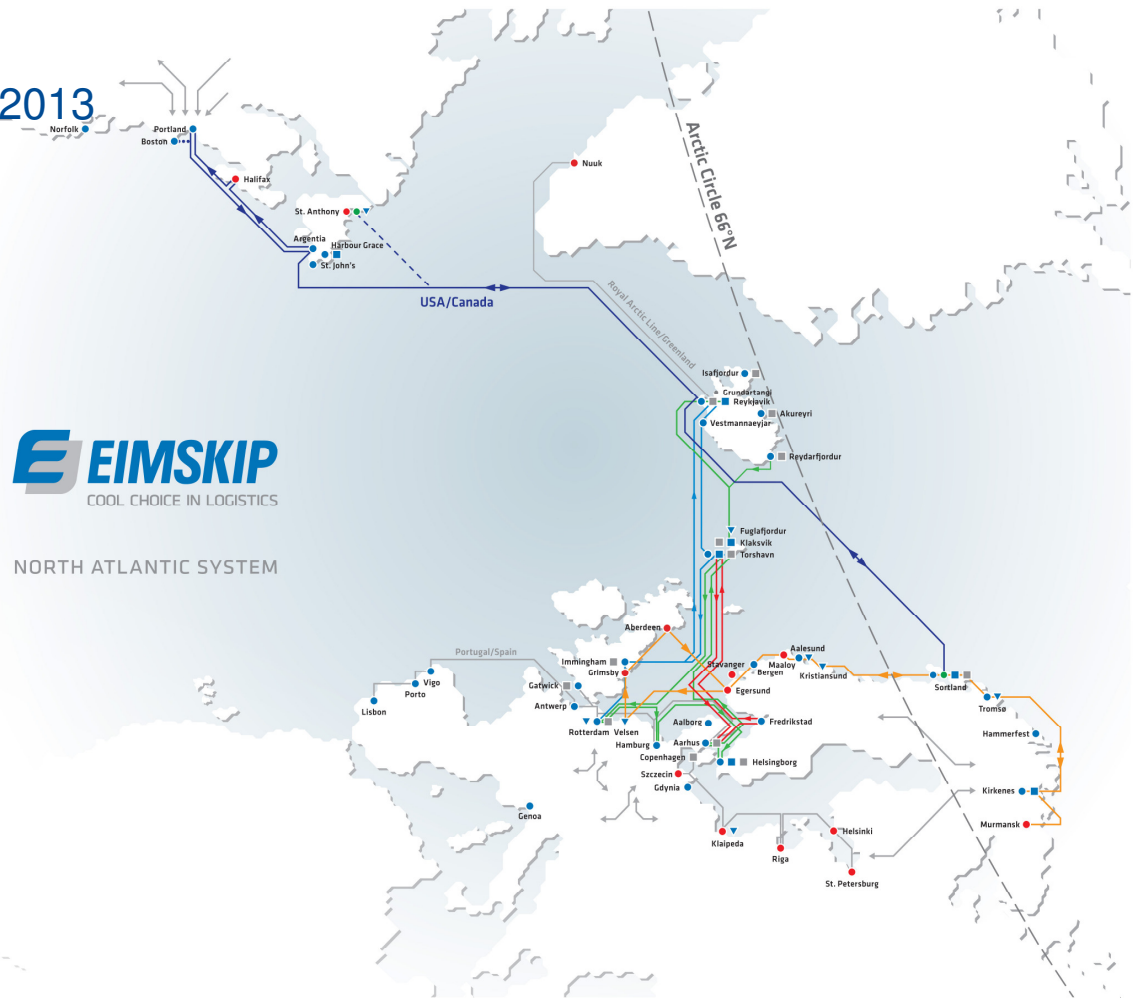 2013
Norfolk
Portland
Boston
Halifax
St. Anthony
Argentia
Harbour Grace
St. John's
USA/Canada
Nuuk
Arctic Circle 66°N
Royal Arctic Line/Greenland
Isafjordur
Grundartangi
Reykjavik
Akureyri
Vestmannaeyjar
Reydarfjordur
EIMSKIP
COOL CHOICE IN LOGISTICS
NORTH ATLANTIC SYSTEM
Fuglafjordur
Klaksvik
Torshavn
Aberdeen
Portugal/Spain
Immingham
Grimsby
Stavanger
Bergen
Maaloy
Aalesund
Kristiansund
Vigo
Porto
Lisbon
Gatwick
Antwerp
Egersund
Sortland
Tromsø
Rotterdam
Velsen
Hamburg
Aalborg
Fredrikstad
Hammerfest
Aarhus
Copenhagen
Helsingborg
Szczecin
Gdynia
Kirkenes
Genoa
Murmansk
Klaipeda
Helsinki
Riga
St. Petersburg